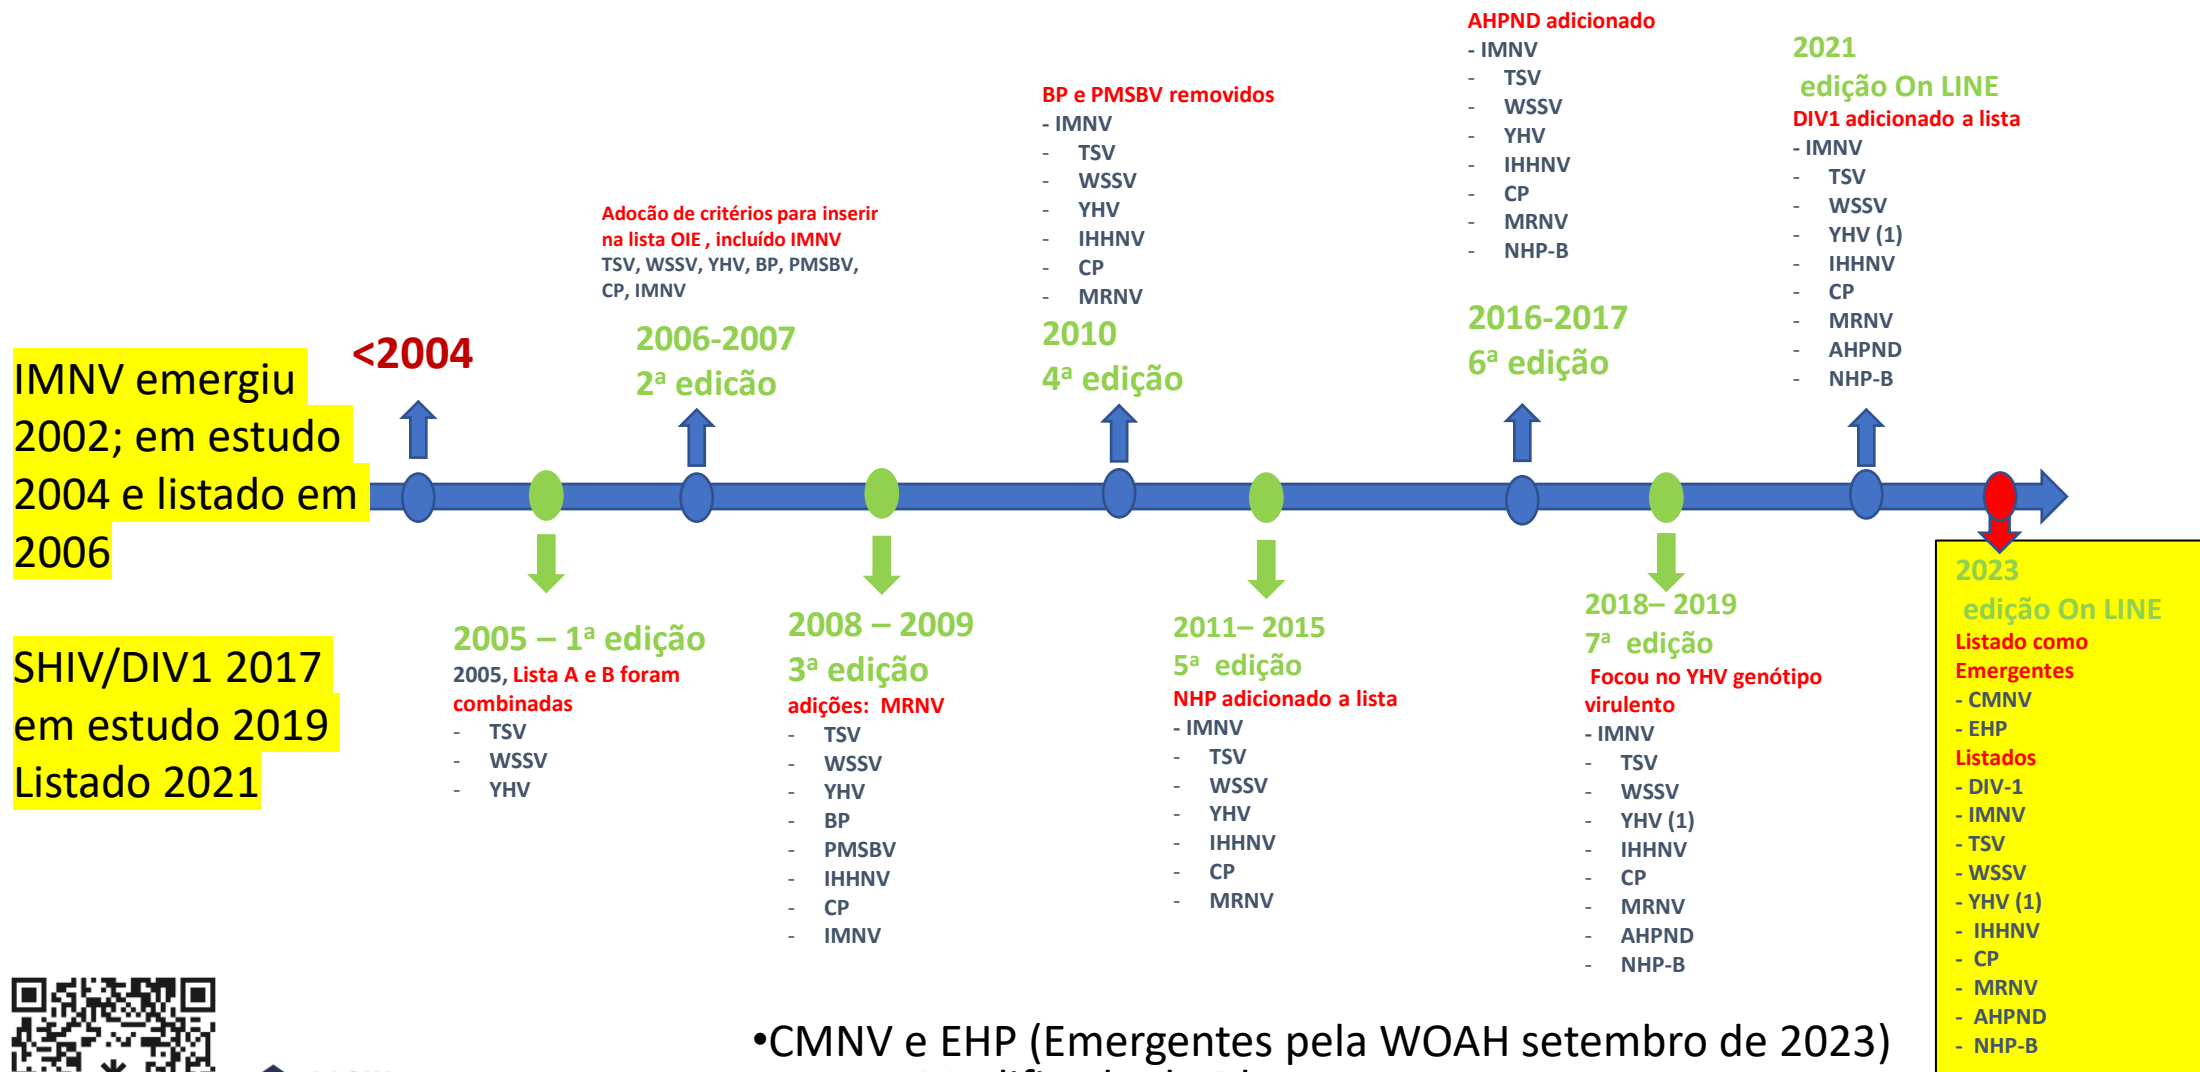 IMNV emergiu
2002; em estudo
2004 e listado em
2006
SHIV/DIV1 2017
em estudo 2019
Listado 2021
<2004
2005 – 1ª edição
2005, Lista A e B foram
combinadas
- TSV
- WSSV
- YHV
Adocão de critérios para inserir
na lista OIE , incluído IMNV
TSV, WSSV, YHV, BP, PMSBV,
CP, IMNV
2006-2007
2ª edicão
2008 – 2009
3ª edição
adições: MRNV
- TSV
- WSSV
- YHV
- BP
- PMSBV
- IHHNV
- CP
- IMNV
BP e PMSBV removidos
- IMNV
- TSV
- WSSV
- YHV
- IHHNV
- CP
- MRNV
2010
4ª edição
2011– 2015
5ª edição
NHP adicionado a lista
- IMNV
- TSV
- WSSV
- YHV
- IHHNV
- CP
- MRNV
AHPND adicionado
- IMNV
- TSV
- WSSV
- YHV
- IHHNV
- CP
- MRNV
- NHP-B
2016-2017
6ª edição
2018– 2019
7ª edição
Focou no YHV genótipo
virulento
- IMNV
- TSV
- WSSV
- YHV (1)
- IHHNV
- CP
- MRNV
- AHPND
- NHP-B
2021
edição On LINE
DIV1 adicionado a lista
- IMNV
- TSV
- WSSV
- YHV (1)
- IHHNV
- CP
- MRNV
- AHPND
- NHP-B
2023
edição On LINE
Listado como
Emergentes
- CMNV
- EHP
Listados
- DIV-1
- IMNV
- TSV
- WSSV
- YHV (1)
- IHHNV
- CP
- MRNV
- AHPND
- NHP-B
•CMNV e EHP (Emergentes pela WOAH setembro de 2023)